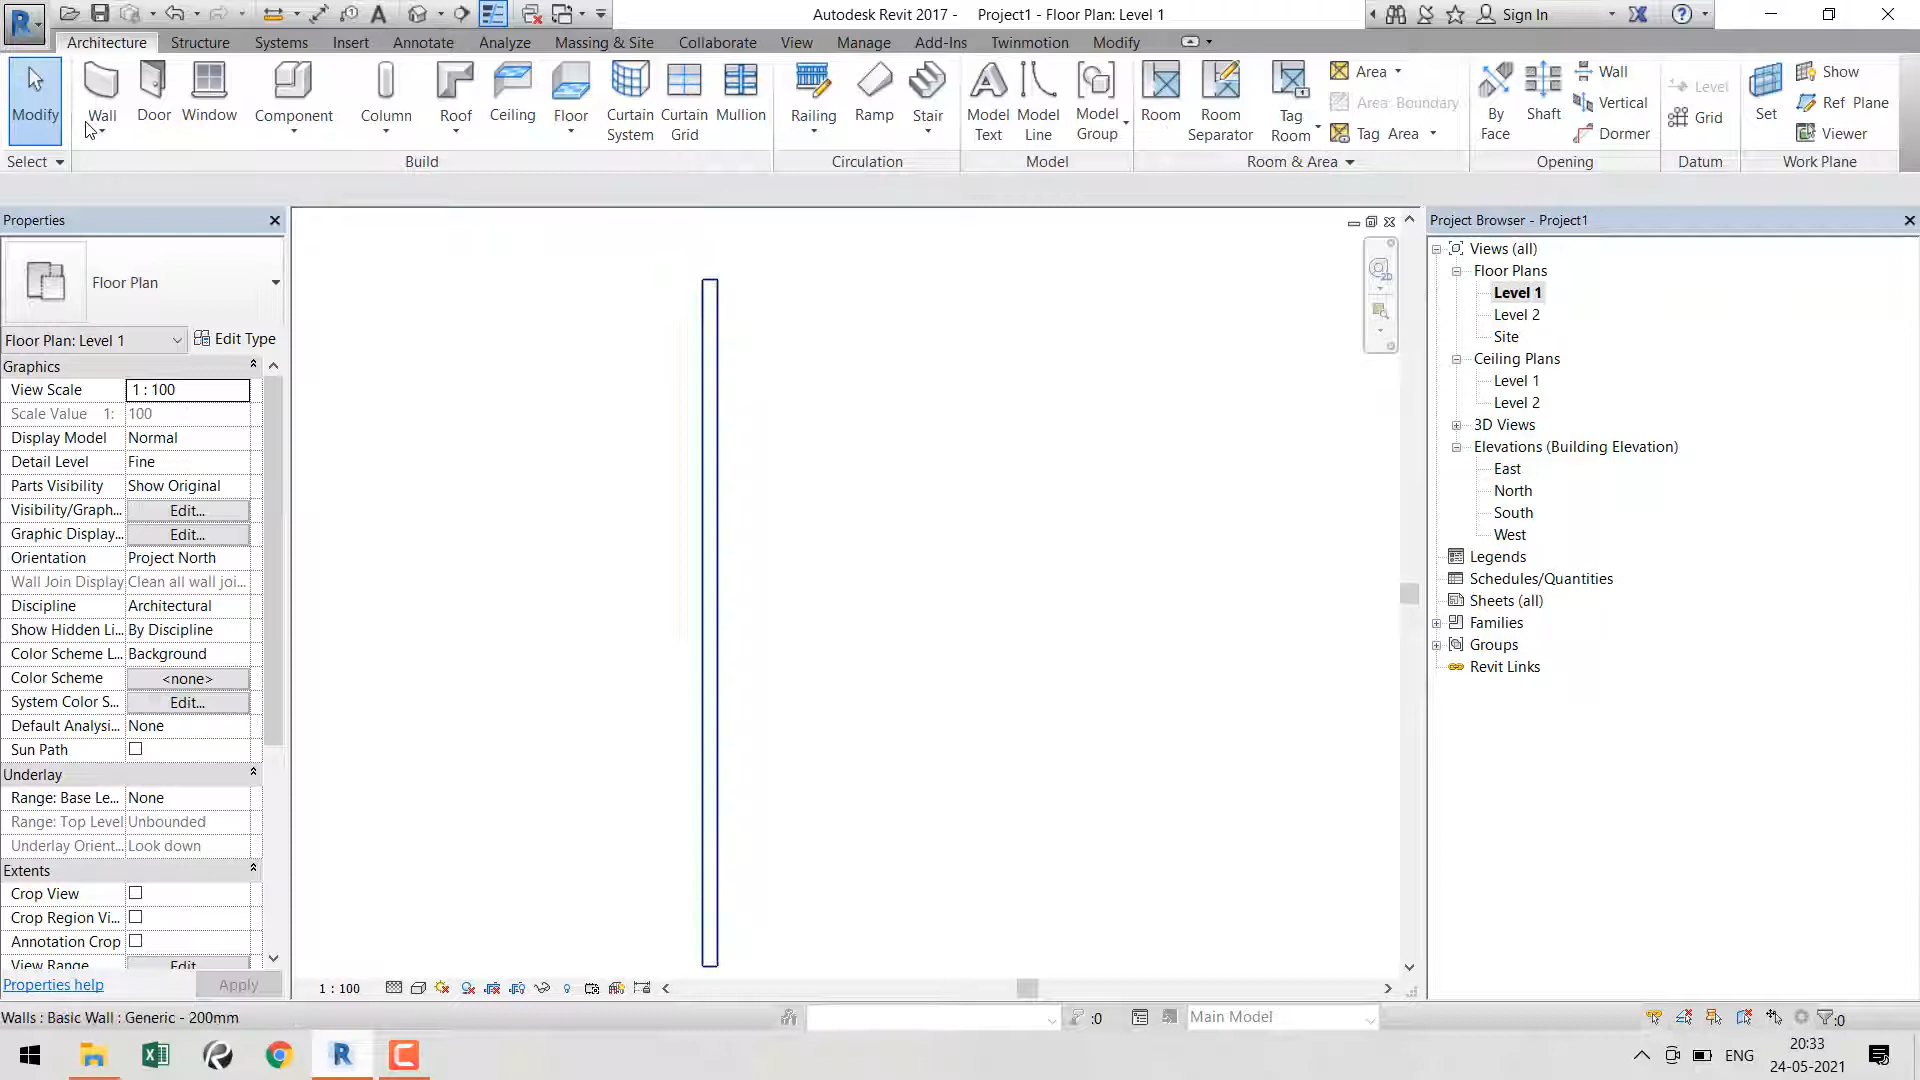 Autodesk Revit 2017 - Project1 - Floor Plan: Level 1
Sign In
Architecture Structure Systems Insert Annotate Analyze Massing & Site Collaborate View Manage Add-Ins Twinmotion Modify
Modify Wall Door Window Component Column Roof Ceiling Floor Curtain System Curtain Grid Mullion Railing Ramp Stair Model Text Model Line Model Group Room Room Separator Tag Room Area Area Boundary Tag Area By Face Shaft Wall Vertical Dormer Level Grid Set Show Ref Plane Viewer
Select Build Circulation Model Room & Area Opening Datum Work Plane
Properties
Floor Plan
Floor Plan: Level 1 Edit Type
Graphics
View Scale 1 : 100
Scale Value 1: 100
Display Model Normal
Detail Level Fine
Parts Visibility Show Original
Visibility/Graph... Edit...
Graphic Display... Edit...
Orientation Project North
Wall Join Display Clean all wall joi...
Discipline Architectural
Show Hidden Li... By Discipline
Color Scheme L... Background
Color Scheme <none>
System Color S... Edit...
Default Analysi... None
Sun Path
Underlay
Range: Base Le... None
Range: Top Level Unbounded
Underlay Orient... Look down
Extents
Crop View
Crop Region Vi...
Annotation Crop
View Range Edit
Properties help Apply
1 : 100
Project Browser - Project1
Views (all)
Floor Plans
Level 1
Level 2
Site
Ceiling Plans
Level 1
Level 2
3D Views
Elevations (Building Elevation)
East
North
South
West
Legends
Schedules/Quantities
Sheets (all)
Families
Groups
Revit Links
Walls : Basic Wall : Generic - 200mm
:0
Main Model
:0
ENG
20:33
24-05-2021